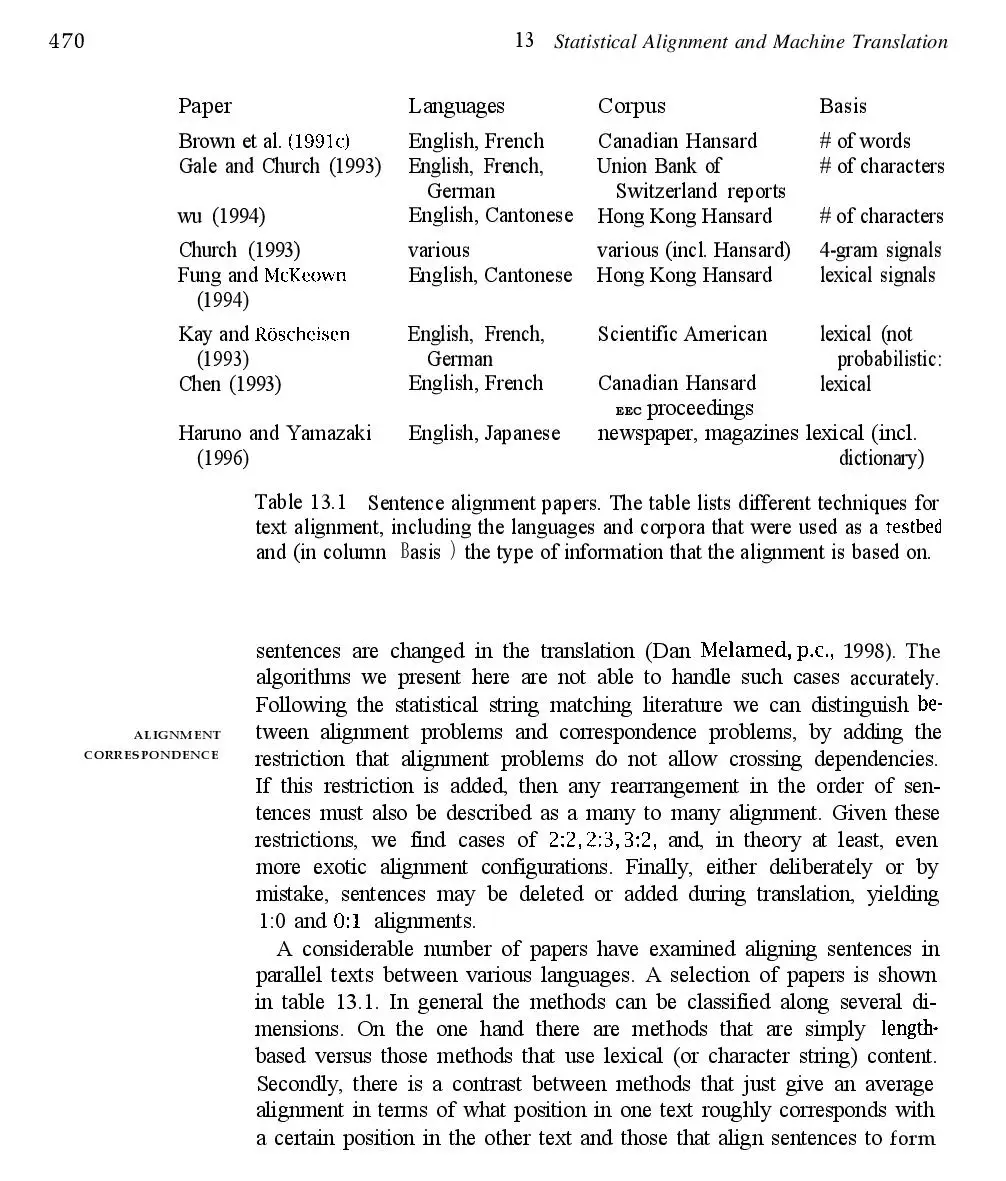 470 13 Statistical Alignment and Machine Translation
Paper Languages Corpus Basis
Brown et al. (1991c) English, French Canadian Hansard # of words
Gale and Church (1993) English, French, Union Bank of # of characters
German Switzerland reports
wu (1994) English, Cantonese Hong Kong Hansard # of characters
Church (1993) various various (incl. Hansard) 4-gram signals
Fung and McKeown English, Cantonese Hong Kong Hansard lexical signals
(1994)
Kay and Röscheisen English, French, Scientific American lexical (not
(1993) German probabilistic:
Chen (1993) English, French Canadian Hansard lexical
EEC proceedings
Haruno and Yamazaki English, Japanese newspaper, magazines lexical (incl.
(1996) dictionary)
Table 13.1 Sentence alignment papers. The table lists different techniques for
text alignment, including the languages and corpora that were used as a testbed
and (in column Basis ) the type of information that the alignment is based on.
sentences are changed in the translation (Dan Melamed, p.c., 1998). The
algorithms we present here are not able to handle such cases accurately.
Following the statistical string matching literature we can distinguish be-
ALIGNMENT tween alignment problems and correspondence problems, by adding the
CORRESPONDENCE restriction that alignment problems do not allow crossing dependencies.
If this restriction is added, then any rearrangement in the order of sen-
tences must also be described as a many to many alignment. Given these
restrictions, we find cases of 2:2, 2:3, 3:2, and, in theory at least, even
more exotic alignment configurations. Finally, either deliberately or by
mistake, sentences may be deleted or added during translation, yielding
1:0 and 0:1 alignments.
A considerable number of papers have examined aligning sentences in
parallel texts between various languages. A selection of papers is shown
in table 13.1. In general the methods can be classified along several di-
mensions. On the one hand there are methods that are simply length-
based versus those methods that use lexical (or character string) content.
Secondly, there is a contrast between methods that just give an average
alignment in terms of what position in one text roughly corresponds with
a certain position in the other text and those that align sentences to form